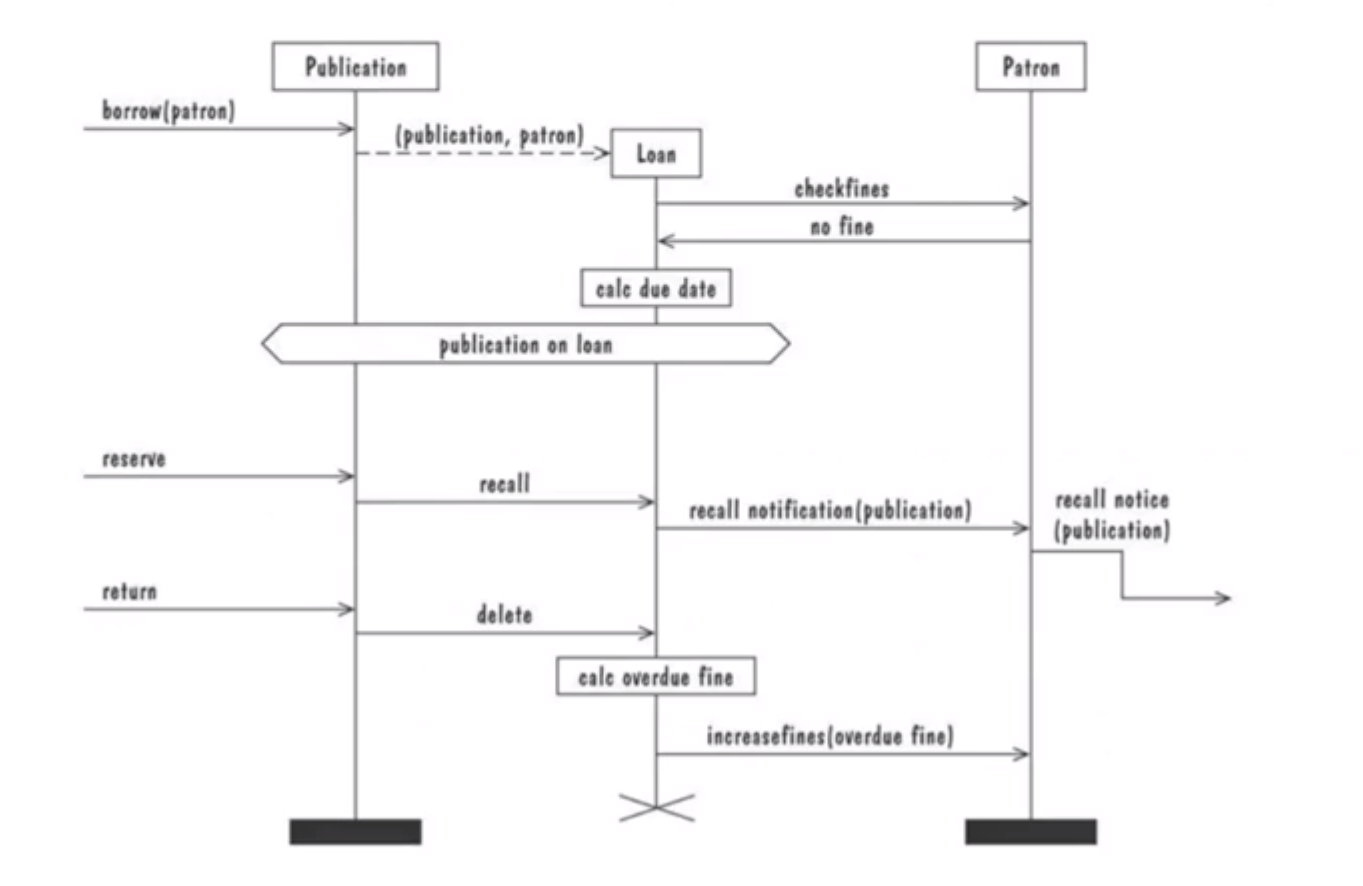 Publication
Patron
borrow(patron)
(publication, patron)
Loan
checkfines
no fine
calc due date
publication on loan
reserve
recall
recall notification(publication)
recall notice
(publication)
return
delete
calc overdue fine
increasefines(overdue fine)